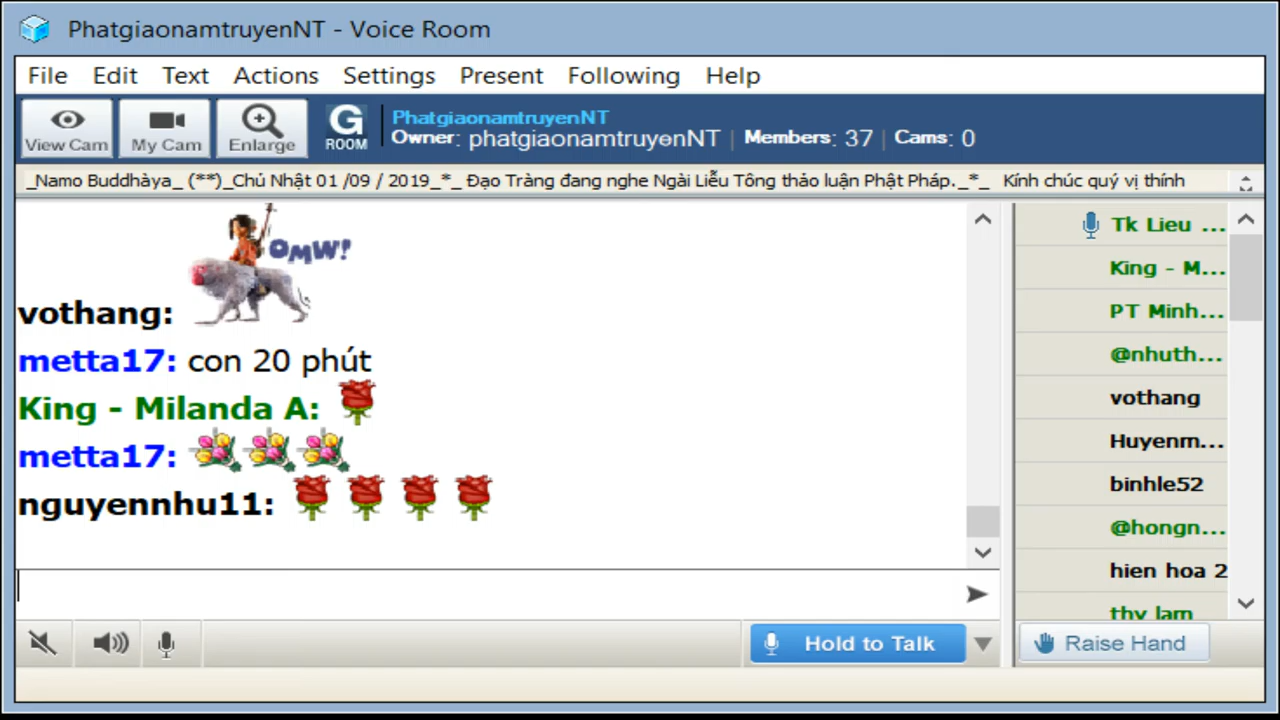 PhatgiaonamtruyenNT - Voice Room
File Edit Text Actions Settings Present Following Help
View Cam My Cam Enlarge G ROOM
PhatgiaonamtruyenNT
Owner: phatgiaonamtruyenNT | Members: 37 | Cams: 0
_Namo Buddhàya_ (**)_Chủ Nhật 01 /09 / 2019_*_ Đạo Tràng đang nghe Ngài Liễu Tông thảo luận Phật Pháp._*_ Kính chúc quý vị thính
OMW!
vothang:
metta17: con 20 phút
King - Milanda A:
metta17:
nguyennhu11:
Tk Lieu ...
King - M...
PT Minh...
@nhuth...
vothang
Huyenm...
binhle52
@hongn...
hien hoa 2
thy lam
Hold to Talk
Raise Hand